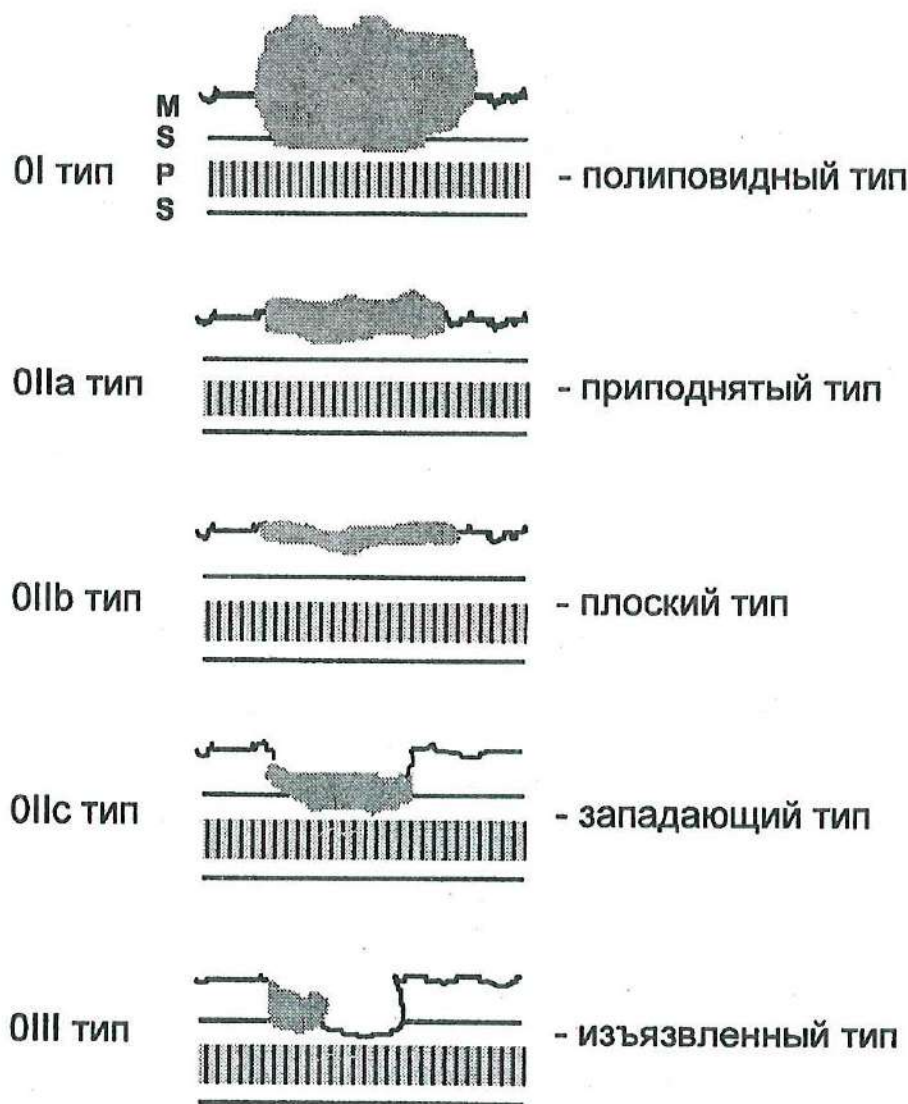 M
S
0I тип P - полиповидный тип
S
0IIa тип - приподнятый тип
0IIb тип - плоский тип
0IIc тип - западающий тип
0III тип - изъязвленный тип